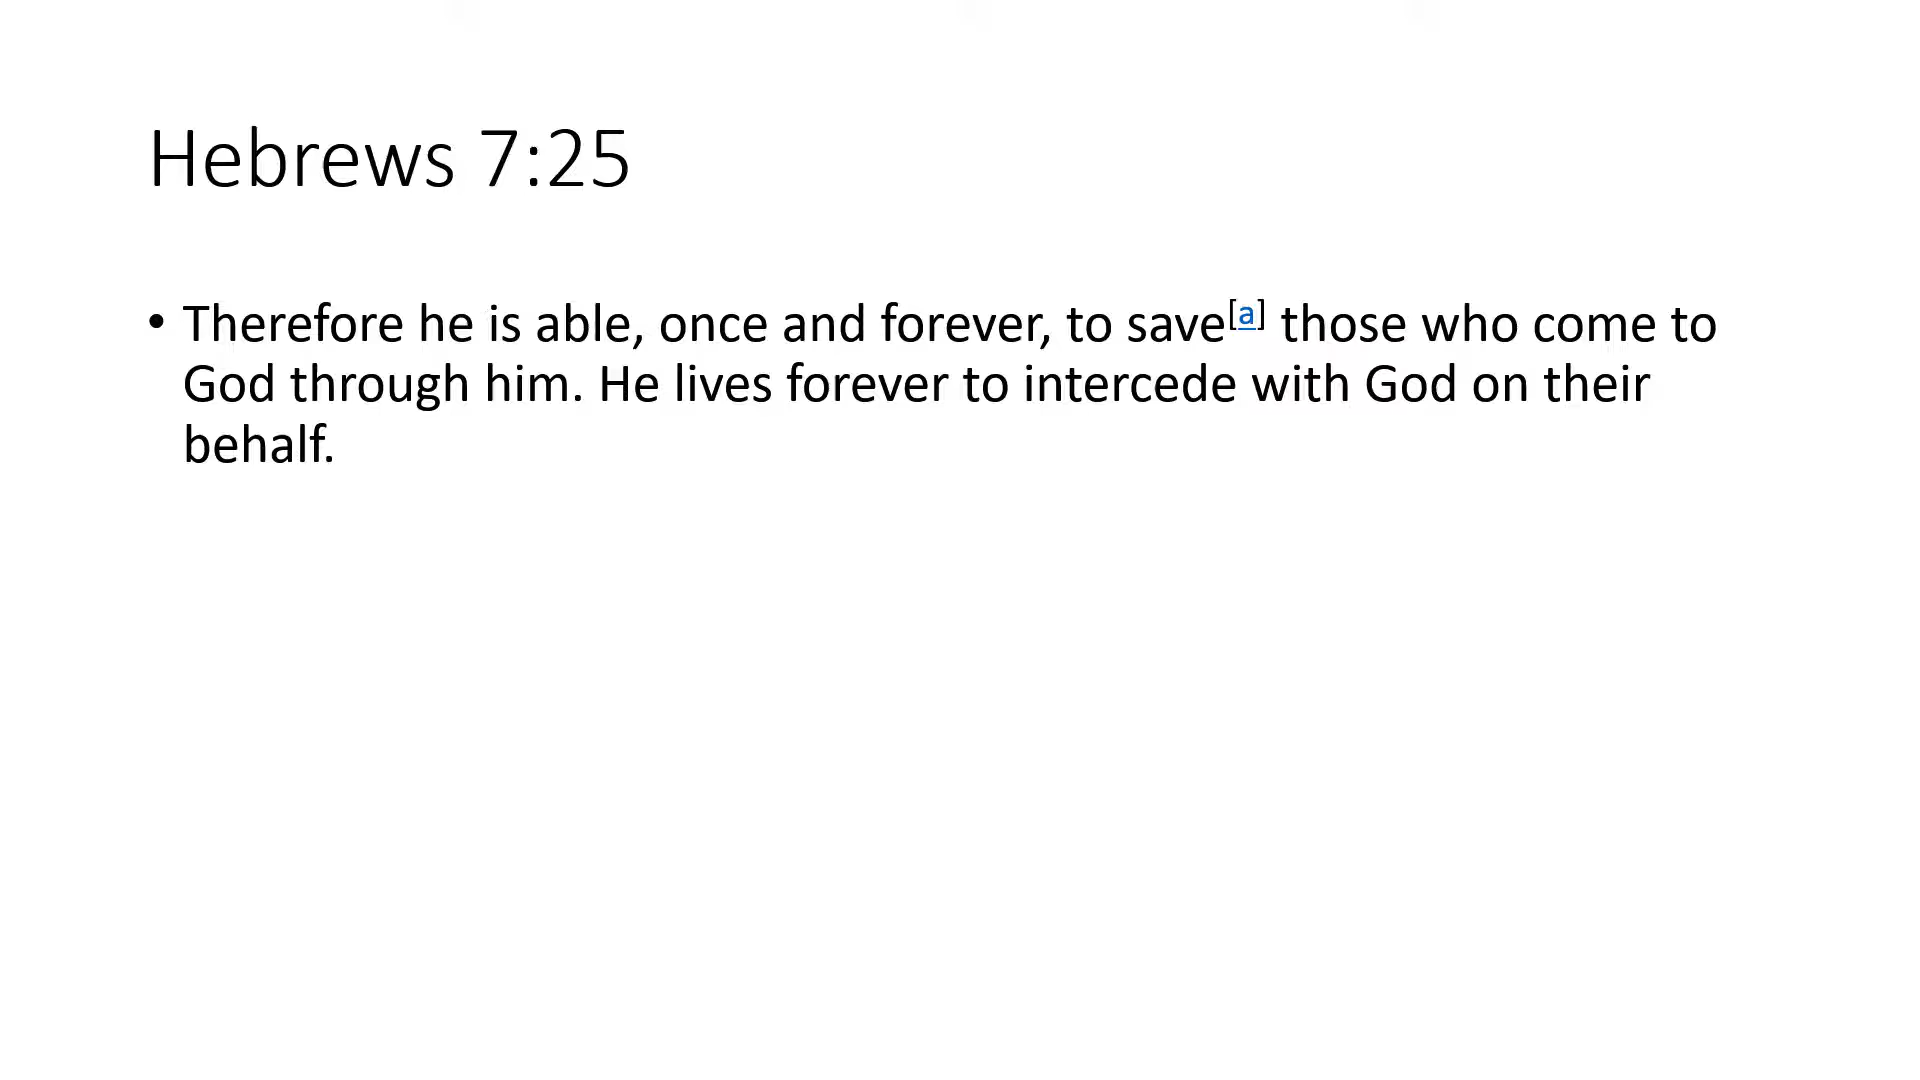 Hebrews 7:25
• Therefore he is able, once and forever, to save[a] those who come to
God through him. He lives forever to intercede with God on their
behalf.